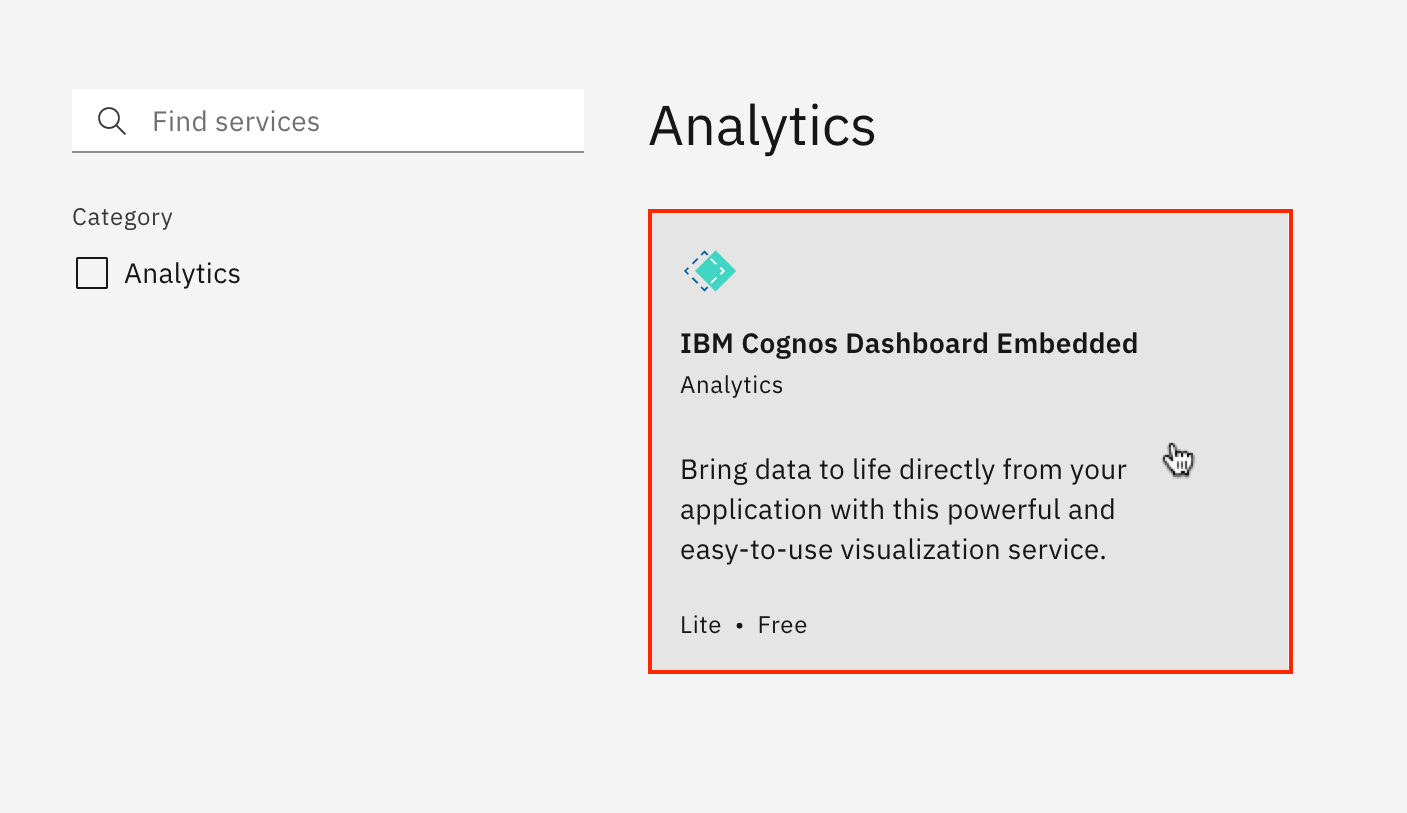 Find services
Category
Analytics
Analytics
IBM Cognos Dashboard Embedded
Analytics
Bring data to life directly from your
application with this powerful and
easy-to-use visualization service.
Lite • Free